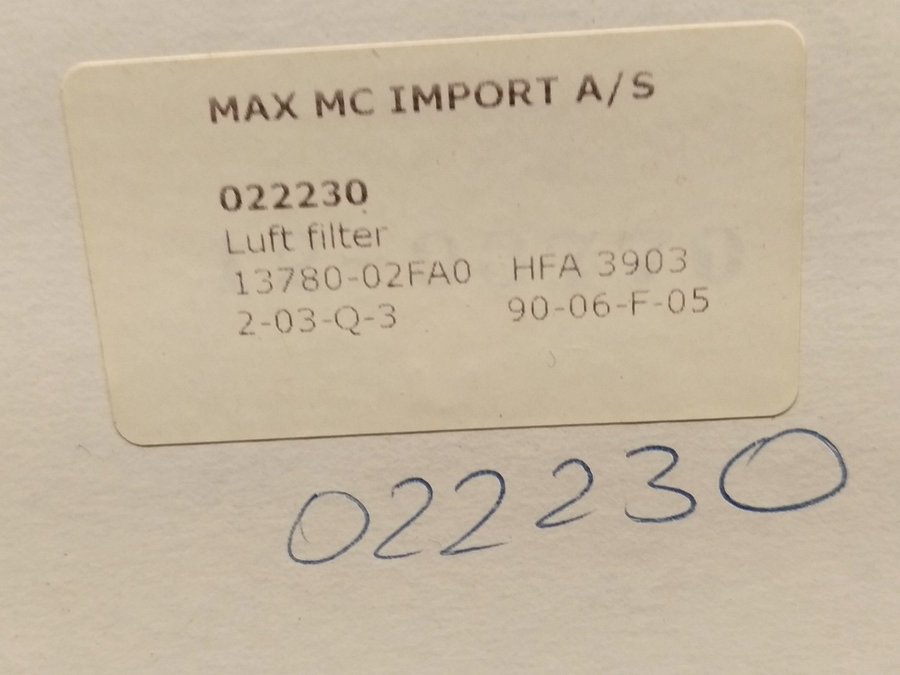 MAX MC IMPORT A/S
022230
Luft filter
13780-02FA0 HFA 3903
2-03-Q-3 90-06-F-05
022230